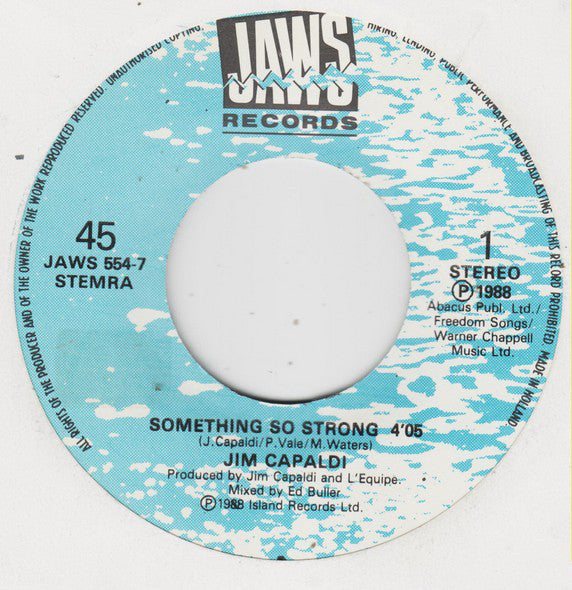 JAWS
RECORDS
ALL RIGHTS OF THE PRODUCER AND OF THE OWNER OF THE WORK REPRODUCED RESERVED. UNAUTHORISED COPYING, HIRING, LENDING, PUBLIC PERFORMANCE AND BROADCASTING OF THIS RECORD PROHIBITED. MADE IN HOLLAND
45
JAWS 554-7
STEMRA
1
STEREO
Ⓟ 1988
Abacus Publ. Ltd./
Freedom Songs/
Warner Chappell
Music Ltd.
SOMETHING SO STRONG 4'05
(J.Capaldi/P.Vale/M.Waters)
JIM CAPALDI
Produced by Jim Capaldi and L'Equipe.
Mixed by Ed Buller
Ⓟ 1988 Island Records Ltd.